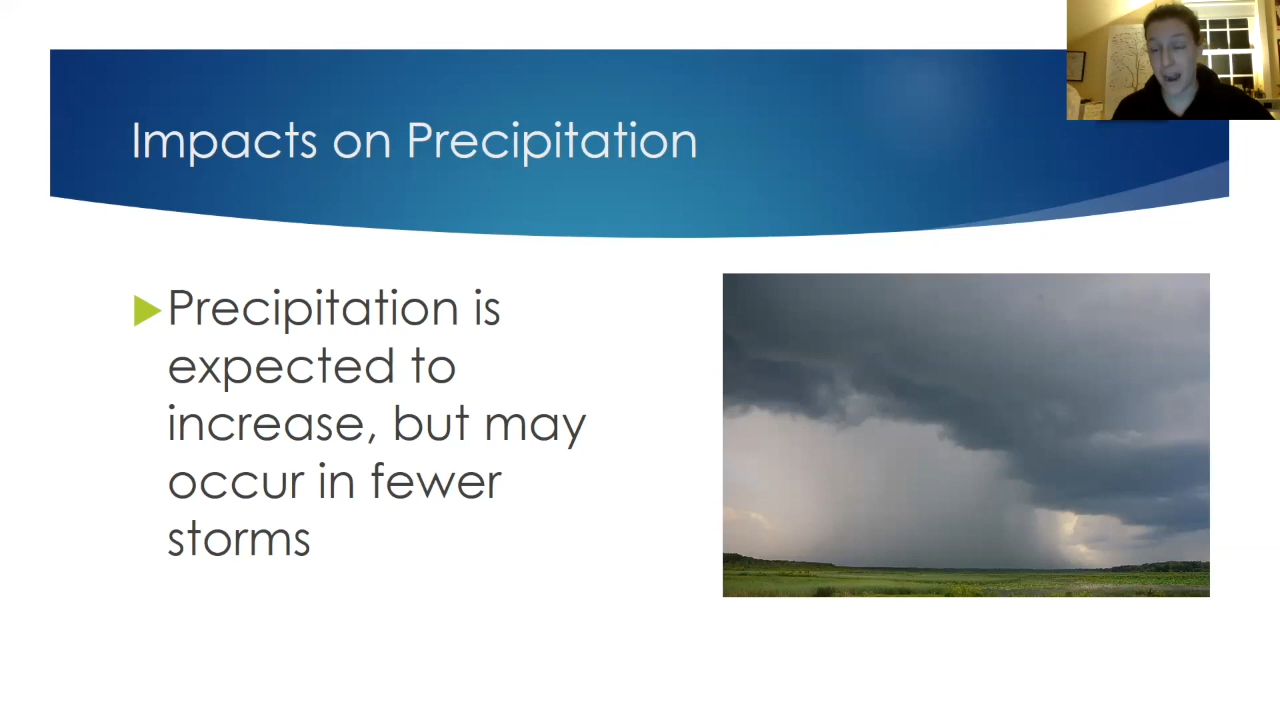 Impacts on Precipitation
Precipitation is
expected to
increase, but may
occur in fewer
storms